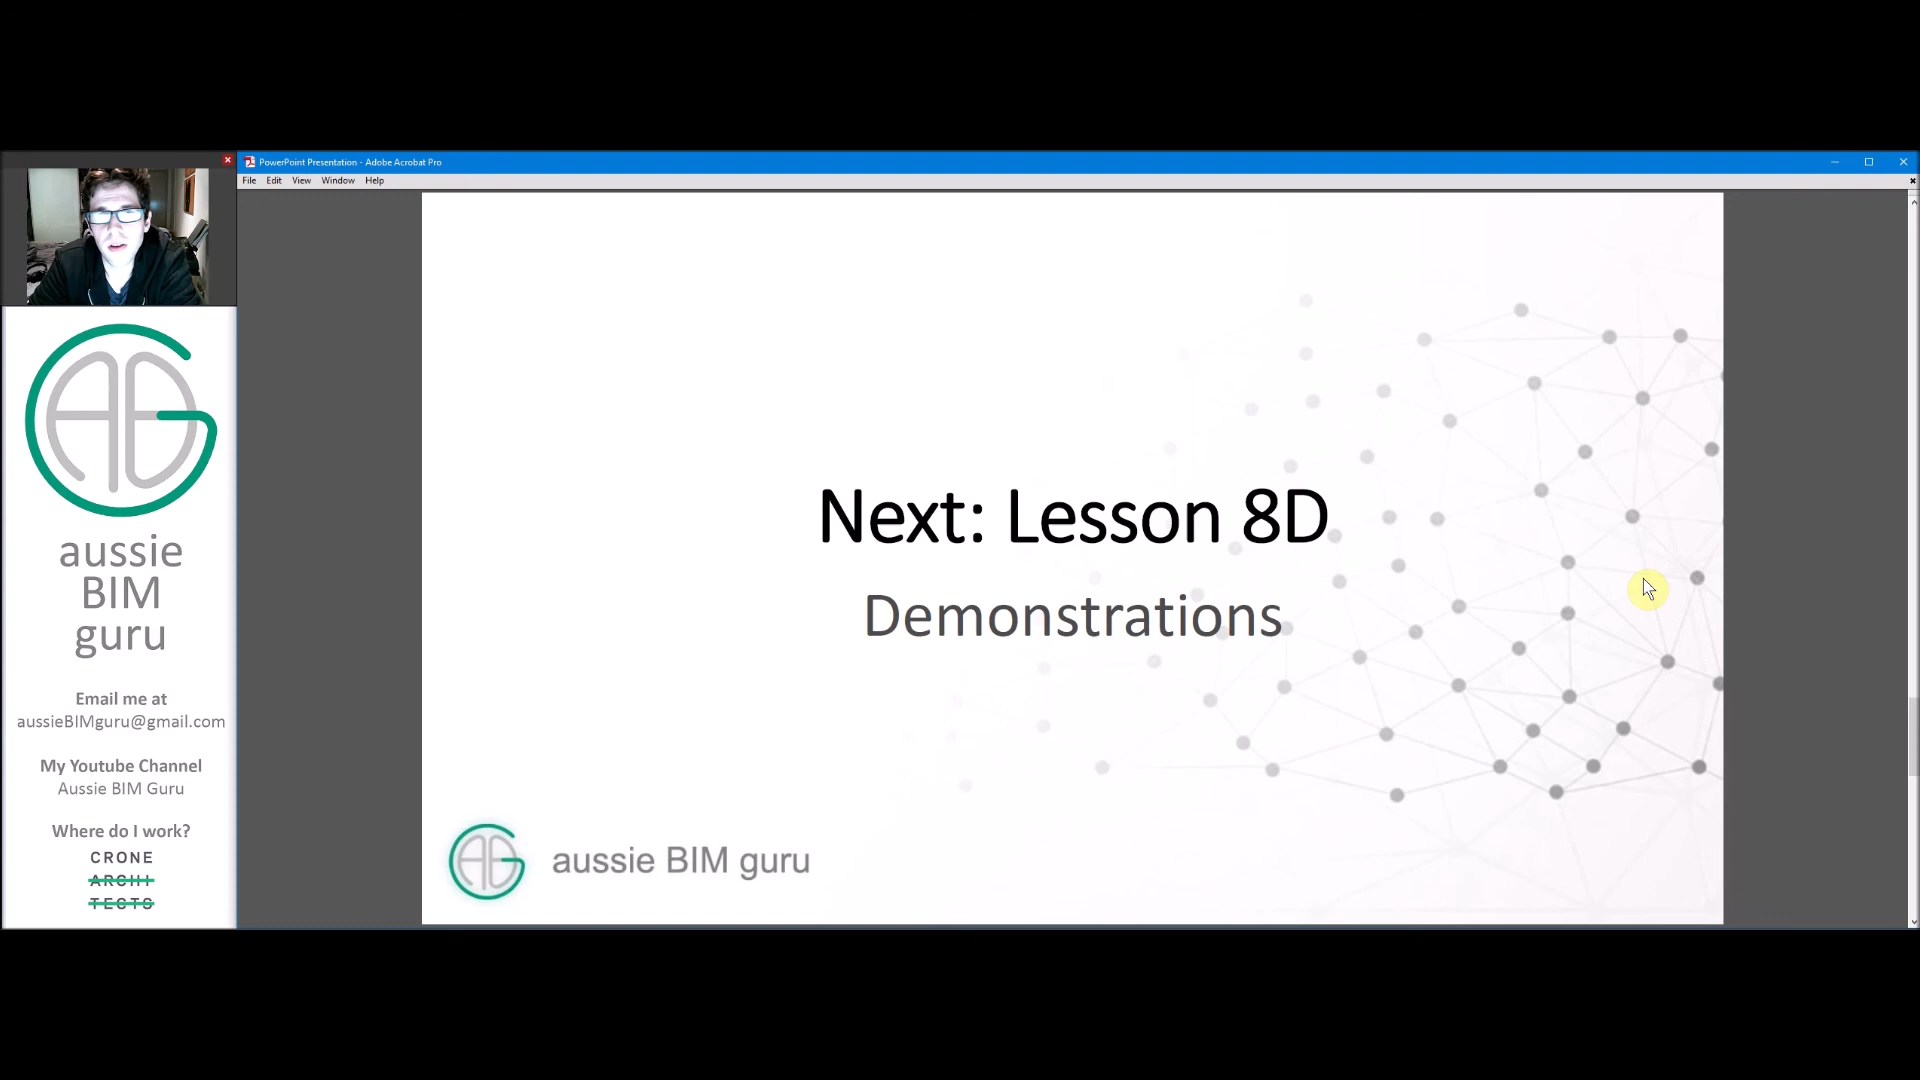 PowerPoint Presentation - Adobe Acrobat Pro
File Edit View Window Help
aussie
BIM
guru
Email me at
aussieBIMguru@gmail.com
My Youtube Channel
Aussie BIM Guru
Where do I work?
CRONE
ARCHI
TECTS
Next: Lesson 8D
Demonstrations
aussie BIM guru